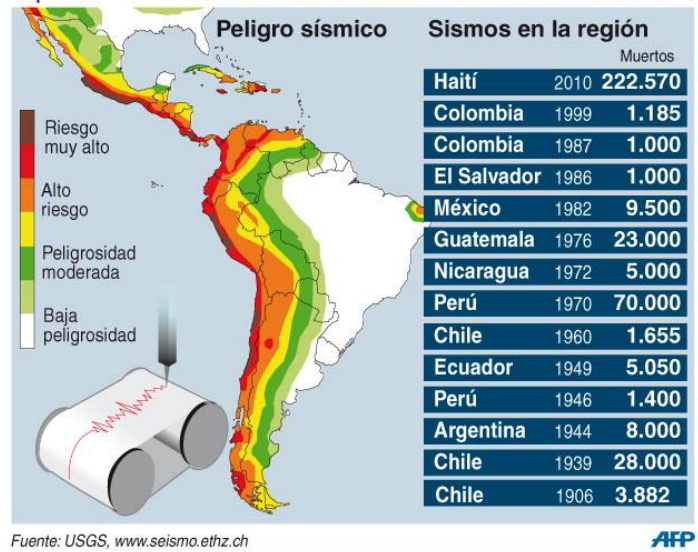 Peligro sísmico
Sismos en la región
Muertos
Haití 2010 222.570
Colombia 1999 1.185
Colombia 1987 1.000
El Salvador 1986 1.000
México 1982 9.500
Guatemala 1976 23.000
Nicaragua 1972 5.000
Perú 1970 70.000
Chile 1960 1.655
Ecuador 1949 5.050
Perú 1946 1.400
Argentina 1944 8.000
Chile 1939 28.000
Chile 1906 3.882
Riesgo
muy alto
Alto
riesgo
Peligrosidad
moderada
Baja
peligrosidad
Fuente: USGS, www.seismo.ethz.ch
AFP